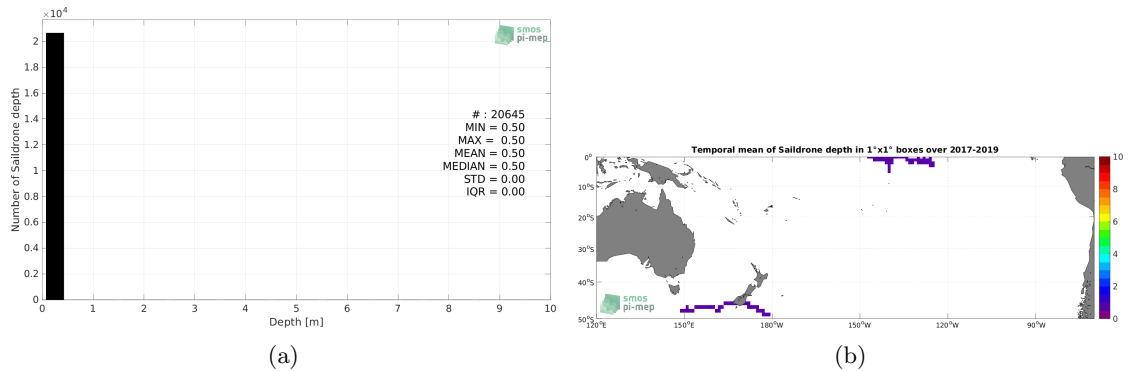 ×10⁴
smos
pi-mep
2
1.8
1.6
1.4
1.2
1
0.8
0.6
0.4
0.2
0
Number of Saildrone depth
# : 20645
MIN = 0.50
MAX = 0.50
MEAN = 0.50
MEDIAN = 0.50
STD = 0.00
IQR = 0.00
0 1 2 3 4 5 6 7 8 9 10
Depth [m]
(a)
Temporal mean of Saildrone depth in 1°x1° boxes over 2017-2019
0°
10°S
20°S
30°S
40°S
50°S
120°E 150°E 180°W 150°W 120°W 90°W
smos
pi-mep
10
8
6
4
2
0
(b)